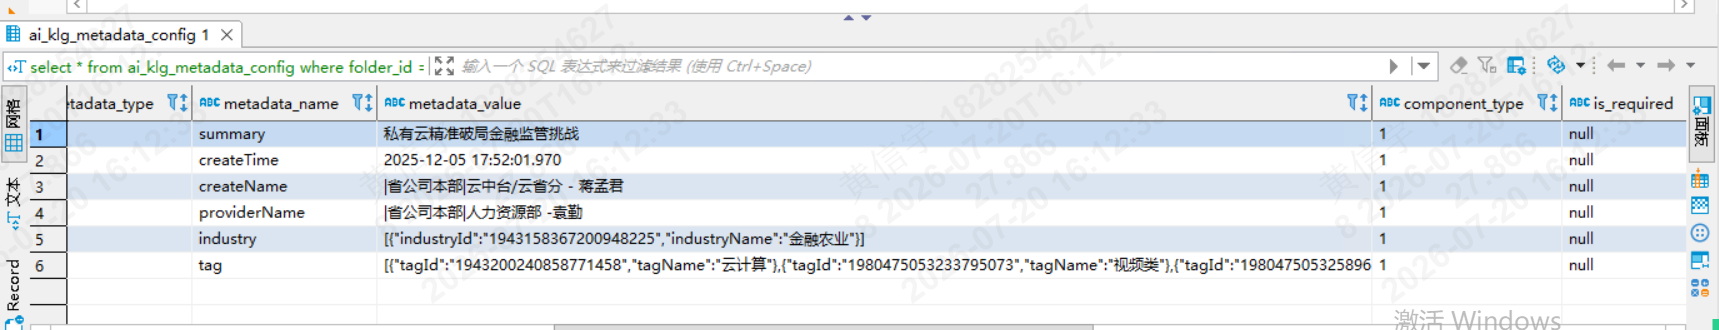 ai_klg_metadata_config 1
select * from ai_klg_metadata_config where folder_id = 输入一个 SQL 表达式来过滤结果 (使用 Ctrl+Space)
网格
文本
Record
面板
tadata_type ABC metadata_name ABC metadata_value ABC component_type ABC is_required
1 summary 私有云精准破局金融监管挑战 1 null
2 createTime 2025-12-05 17:52:01.970 1 null
3 createName |省公司本部|云中台/云省分 - 蒋孟君 1 null
4 providerName |省公司本部|人力资源部 -袁勤 1 null
5 industry [{"industryId":"1943158367200948225","industryName":"金融农业"}] 1 null
6 tag [{"tagId":"1943200240858771458","tagName":"云计算"},{"tagId":"1980475053233795073","tagName":"视频类"},{"tagId":"198047505325896 1 null
激活 Windows